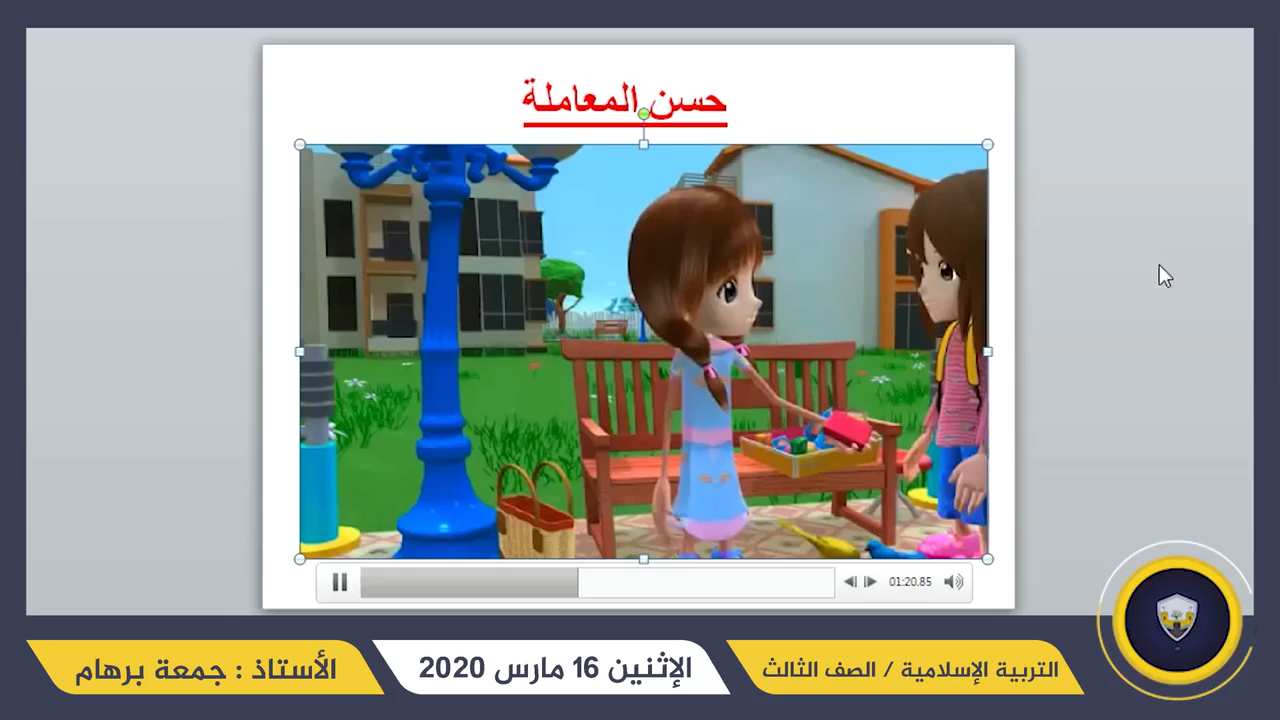 حسن المعاملة
01:20.85
التربية الإسلامية / الصف الثالث
الإثنين 16 مارس 2020
الأستاذ : جمعة برهام